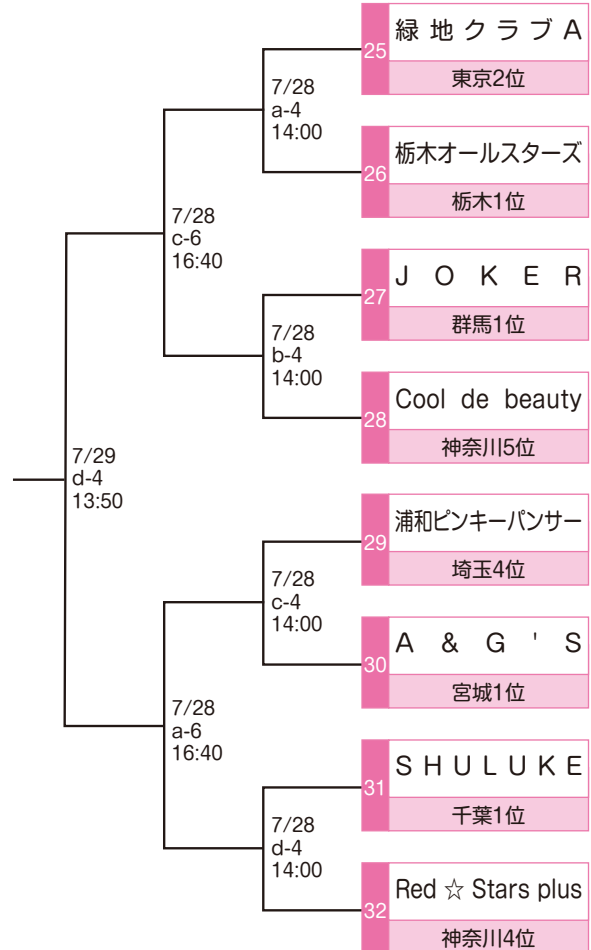 25
緑地クラブA
東京2位
7/28
a-4
14:00
26
栃木オールスターズ
栃木1位
7/28
c-6
16:40
27
JOKER
群馬1位
7/28
b-4
14:00
28
Cool de beauty
神奈川5位
7/29
d-4
13:50
29
浦和ピンキーパンサー
埼玉4位
7/28
c-4
14:00
30
A&G'S
宮城1位
7/28
a-6
16:40
31
SHULUKE
千葉1位
7/28
d-4
14:00
32
Red ☆ Stars plus
神奈川4位